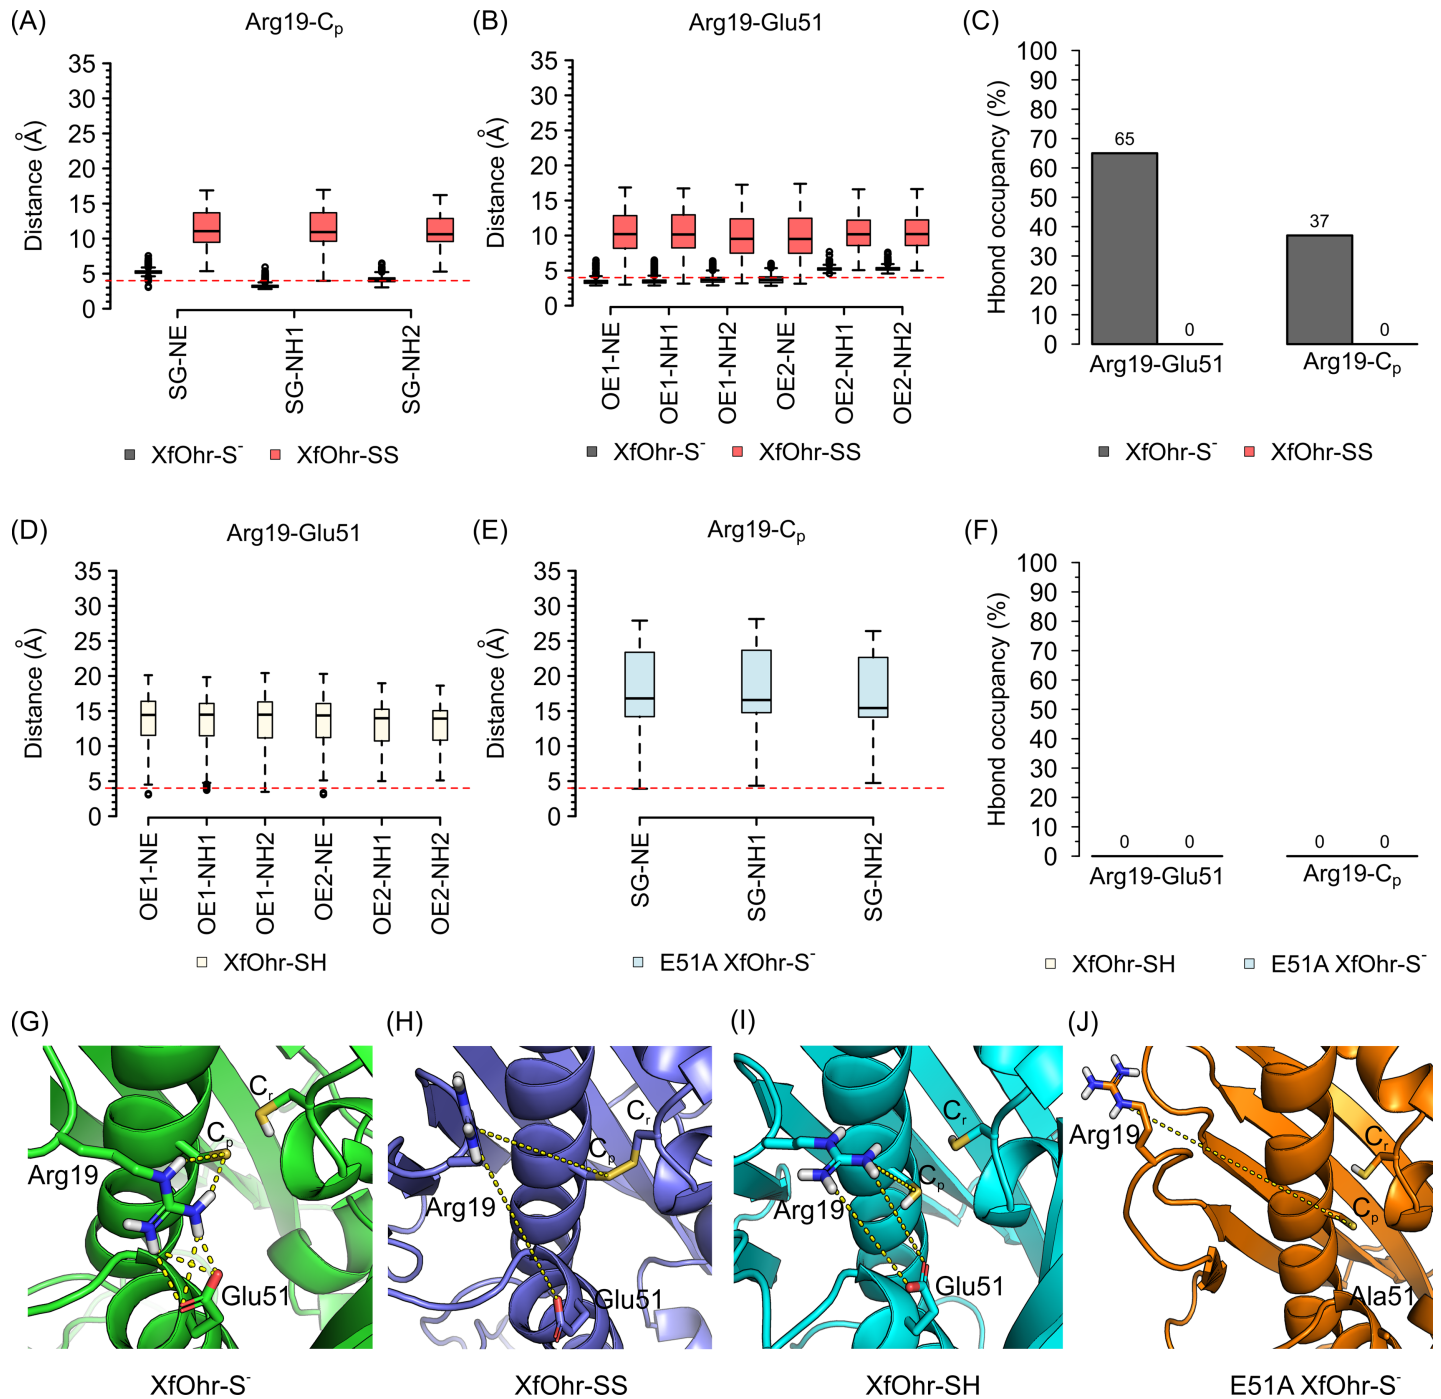 (A) Arg19-Cp
Distance (Å)
35
30
25
20
15
10
5
0
SG-NE
SG-NH1
SG-NH2
XfOhr-S- XfOhr-SS
(B) Arg19-Glu51
Distance (Å)
35
30
25
20
15
10
5
0
OE1-NE
OE1-NH1
OE1-NH2
OE2-NE
OE2-NH1
OE2-NH2
XfOhr-S- XfOhr-SS
(C)
Hbond occupancy (%)
100
90
80
70
60
50
40
30
20
10
0
65
0
37
0
Arg19-Glu51 Arg19-Cp
XfOhr-S- XfOhr-SS
(D) Arg19-Glu51
Distance (Å)
35
30
25
20
15
10
5
0
OE1-NE
OE1-NH1
OE1-NH2
OE2-NE
OE2-NH1
OE2-NH2
XfOhr-SH
(E) Arg19-Cp
Distance (Å)
35
30
25
20
15
10
5
0
SG-NE
SG-NH1
SG-NH2
E51A XfOhr-S-
(F)
Hbond occupancy (%)
100
90
80
70
60
50
40
30
20
10
0
0 0 0 0
Arg19-Glu51 Arg19-Cp
XfOhr-SH E51A XfOhr-S-
(G)
Cr
Cp
Arg19
Glu51
XfOhr-S-
(H)
Cr
Cp
Arg19
Glu51
XfOhr-SS
(I)
Cr
Cp
Arg19
Glu51
XfOhr-SH
(J)
Arg19
Cr
Cp
Ala51
E51A XfOhr-S-